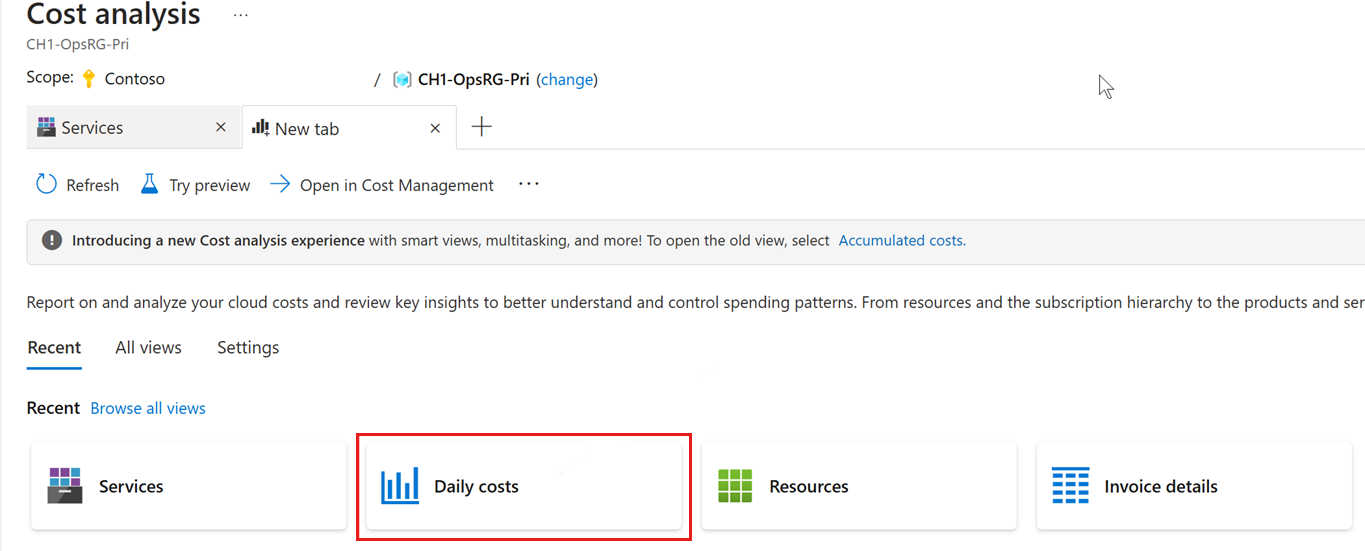 Cost analysis ...
CH1-OpsRG-Pri
Scope: Contoso / CH1-OpsRG-Pri (change)
Services × New tab × +
Refresh Try preview Open in Cost Management ...
Introducing a new Cost analysis experience with smart views, multitasking, and more! To open the old view, select Accumulated costs.
Report on and analyze your cloud costs and review key insights to better understand and control spending patterns. From resources and the subscription hierarchy to the products and ser
Recent All views Settings
Recent Browse all views
Services Daily costs Resources Invoice details